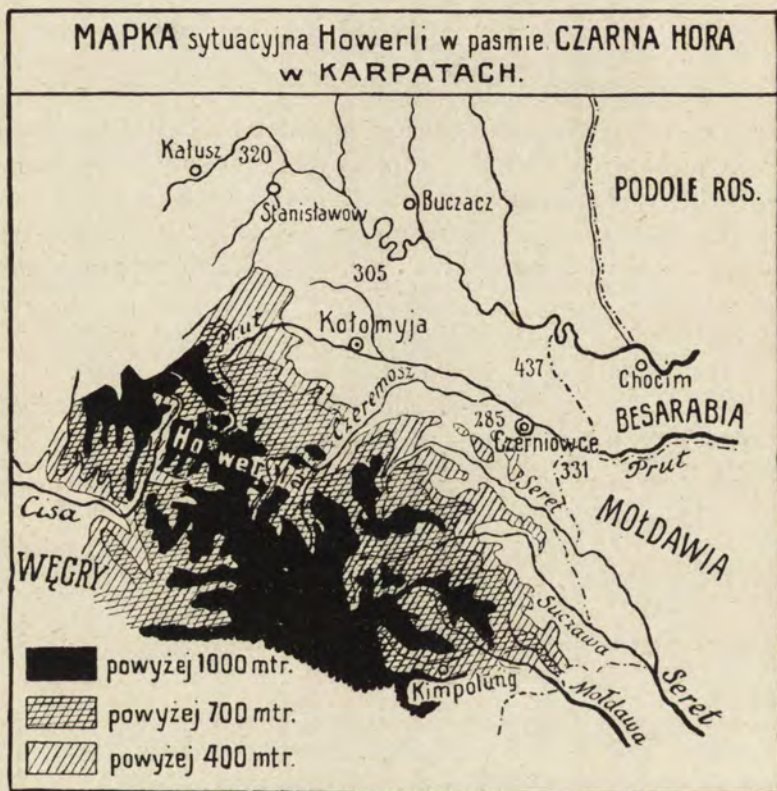 MAPKA sytuacyjna Howerli w pasmie CZARNA HORA
w KARPATACH.
Kałusz
320
Stanisławów
Buczacz
PODOLE ROS.
305
Prut
Kołomyja
Czeremosz
437
Chocim
BESARABIA
285
Czerniowce
331
Prut
Howerla
Seret
Cisa
MOŁDAWIA
WĘGRY
Suczawa
Kimpolung
Mołdawa
Seret
powyżej 1000 mtr.
powyżej 700 mtr.
powyżej 400 mtr.